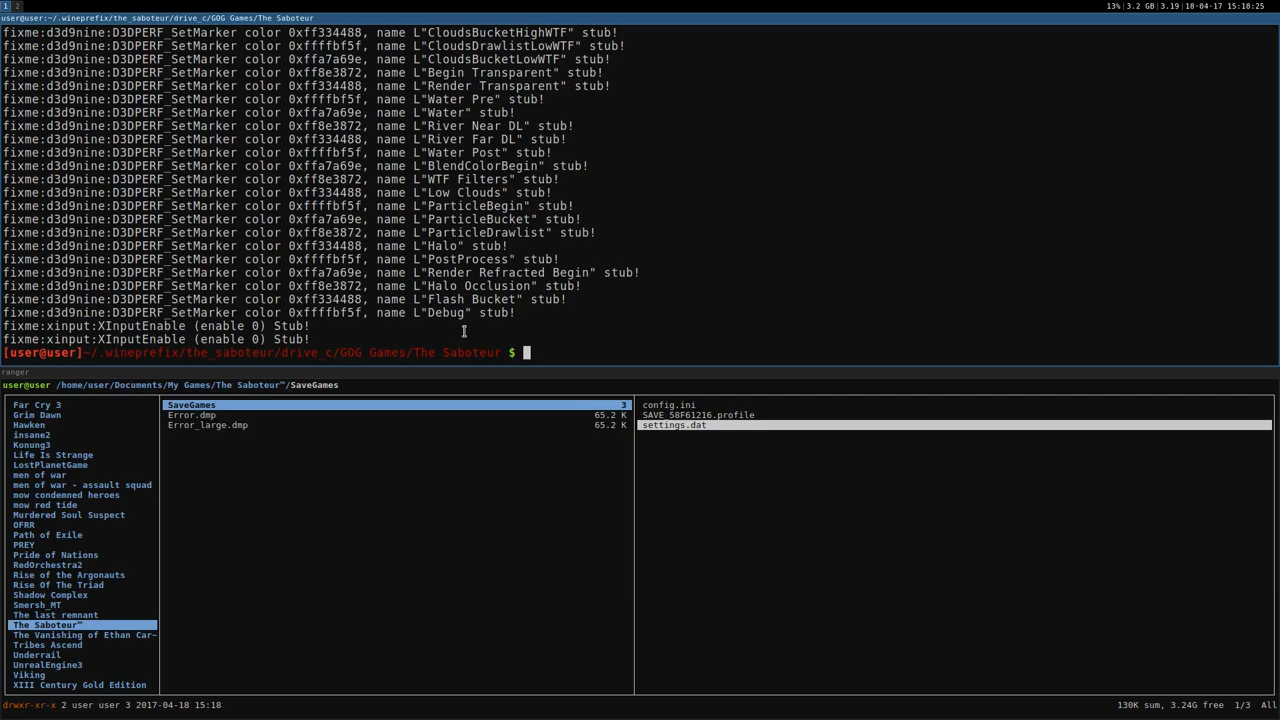 1 2
13%|3.2 GB|3.19|18-04-17 15:18:25
user@user:~/.wineprefix/the_saboteur/drive_c/GOG Games/The Saboteur
fixme:d3d9nine:D3DPERF_SetMarker color 0xff334488, name L"CloudsBucketHighWTF" stub!
fixme:d3d9nine:D3DPERF_SetMarker color 0xffffbf5f, name L"CloudsDrawlistLowWTF" stub!
fixme:d3d9nine:D3DPERF_SetMarker color 0xffa7a69e, name L"CloudsBucketLowWTF" stub!
fixme:d3d9nine:D3DPERF_SetMarker color 0xff8e3872, name L"Begin Transparent" stub!
fixme:d3d9nine:D3DPERF_SetMarker color 0xff334488, name L"Render Transparent" stub!
fixme:d3d9nine:D3DPERF_SetMarker color 0xffffbf5f, name L"Water Pre" stub!
fixme:d3d9nine:D3DPERF_SetMarker color 0xffa7a69e, name L"Water" stub!
fixme:d3d9nine:D3DPERF_SetMarker color 0xff8e3872, name L"River Near DL" stub!
fixme:d3d9nine:D3DPERF_SetMarker color 0xff334488, name L"River Far DL" stub!
fixme:d3d9nine:D3DPERF_SetMarker color 0xffffbf5f, name L"Water Post" stub!
fixme:d3d9nine:D3DPERF_SetMarker color 0xffa7a69e, name L"BlendColorBegin" stub!
fixme:d3d9nine:D3DPERF_SetMarker color 0xff8e3872, name L"WTF Filters" stub!
fixme:d3d9nine:D3DPERF_SetMarker color 0xff334488, name L"Low Clouds" stub!
fixme:d3d9nine:D3DPERF_SetMarker color 0xffffbf5f, name L"ParticleBegin" stub!
fixme:d3d9nine:D3DPERF_SetMarker color 0xffa7a69e, name L"ParticleBucket" stub!
fixme:d3d9nine:D3DPERF_SetMarker color 0xff8e3872, name L"ParticleDrawlist" stub!
fixme:d3d9nine:D3DPERF_SetMarker color 0xff334488, name L"Halo" stub!
fixme:d3d9nine:D3DPERF_SetMarker color 0xffffbf5f, name L"PostProcess" stub!
fixme:d3d9nine:D3DPERF_SetMarker color 0xffa7a69e, name L"Render Refracted Begin" stub!
fixme:d3d9nine:D3DPERF_SetMarker color 0xff8e3872, name L"Halo Occlusion" stub!
fixme:d3d9nine:D3DPERF_SetMarker color 0xff334488, name L"Flash Bucket" stub!
fixme:d3d9nine:D3DPERF_SetMarker color 0xffffbf5f, name L"Debug" stub!
fixme:xinput:XInputEnable (enable 0) Stub!
fixme:xinput:XInputEnable (enable 0) Stub!
[user@user]~/.wineprefix/the_saboteur/drive_c/GOG Games/The Saboteur $
ranger
user@user /home/user/Documents/My Games/The Saboteur™/SaveGames
Far Cry 3
Grim Dawn
Hawken
insane2
Konung3
Life Is Strange
LostPlanetGame
men of war
men of war - assault squad
mow condemned heroes
mow red tide
Murdered Soul Suspect
OFRR
Path of Exile
PREY
Pride of Nations
RedOrchestra2
Rise of the Argonauts
Rise Of The Triad
Shadow Complex
Smersh_MT
The last remnant
The Saboteur™
The Vanishing of Ethan Car~
Tribes Ascend
Underrail
UnrealEngine3
Viking
XIII Century Gold Edition
SaveGames 3
Error.dmp 65.2 K
Error_large.dmp 65.2 K
config.ini
SAVE_58F61216.profile
settings.dat
drwxr-xr-x 2 user user 3 2017-04-18 15:18
130K sum, 3.24G free 1/3 All